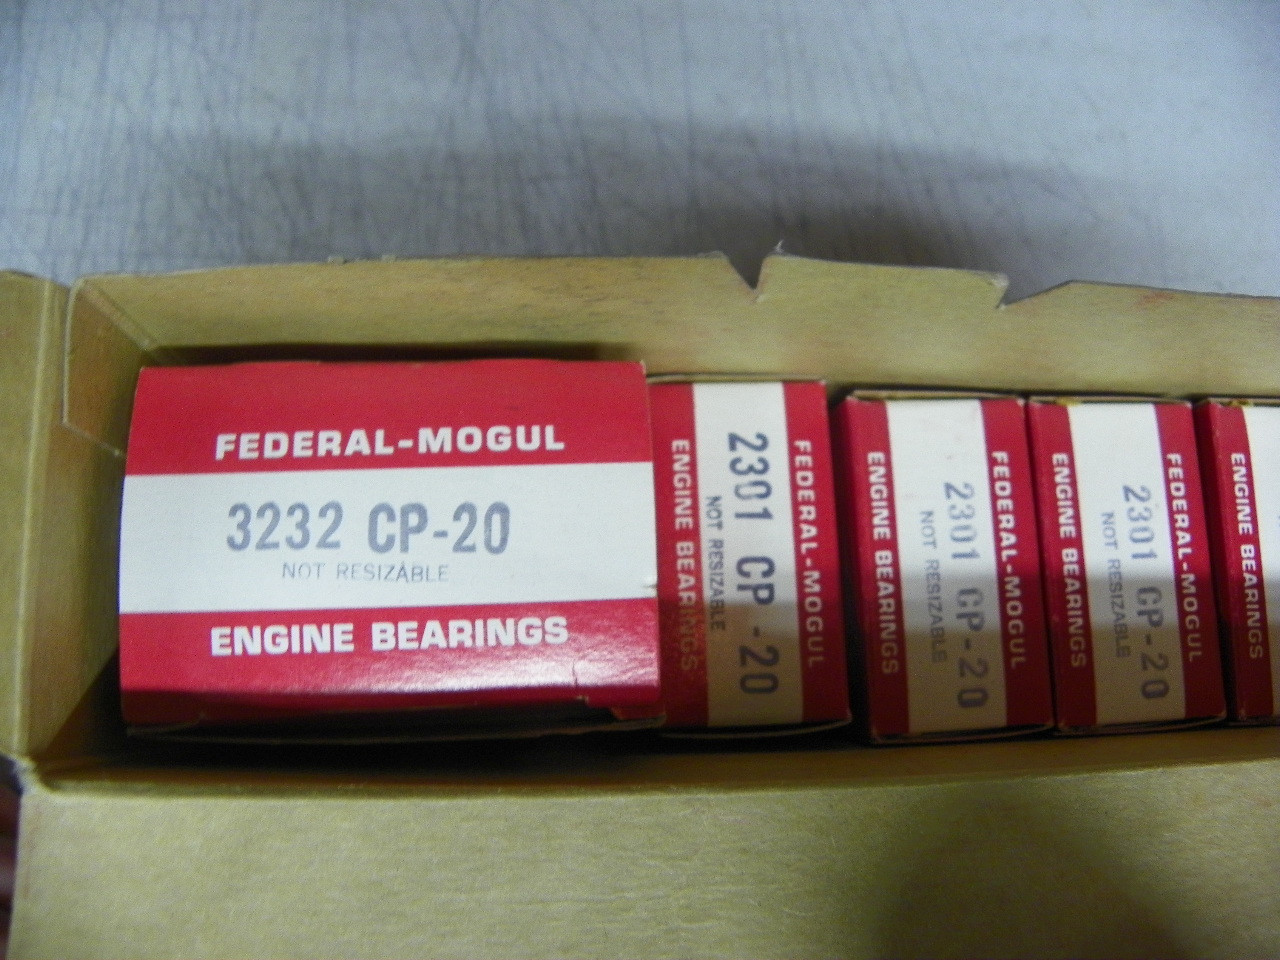 FEDERAL-MOGUL
3232 CP-20
NOT RESIZABLE
ENGINE BEARINGS
FEDERAL-MOGUL
2301 CP-20
NOT RESIZABLE
ENGINE BEARINGS
FEDERAL-MOGUL
2301 CP-20
NOT RESIZABLE
ENGINE BEARINGS
FEDERAL-MOGUL
2301 CP-20
NOT RESIZABLE
ENGINE BEARINGS
ENGINE BEARINGS